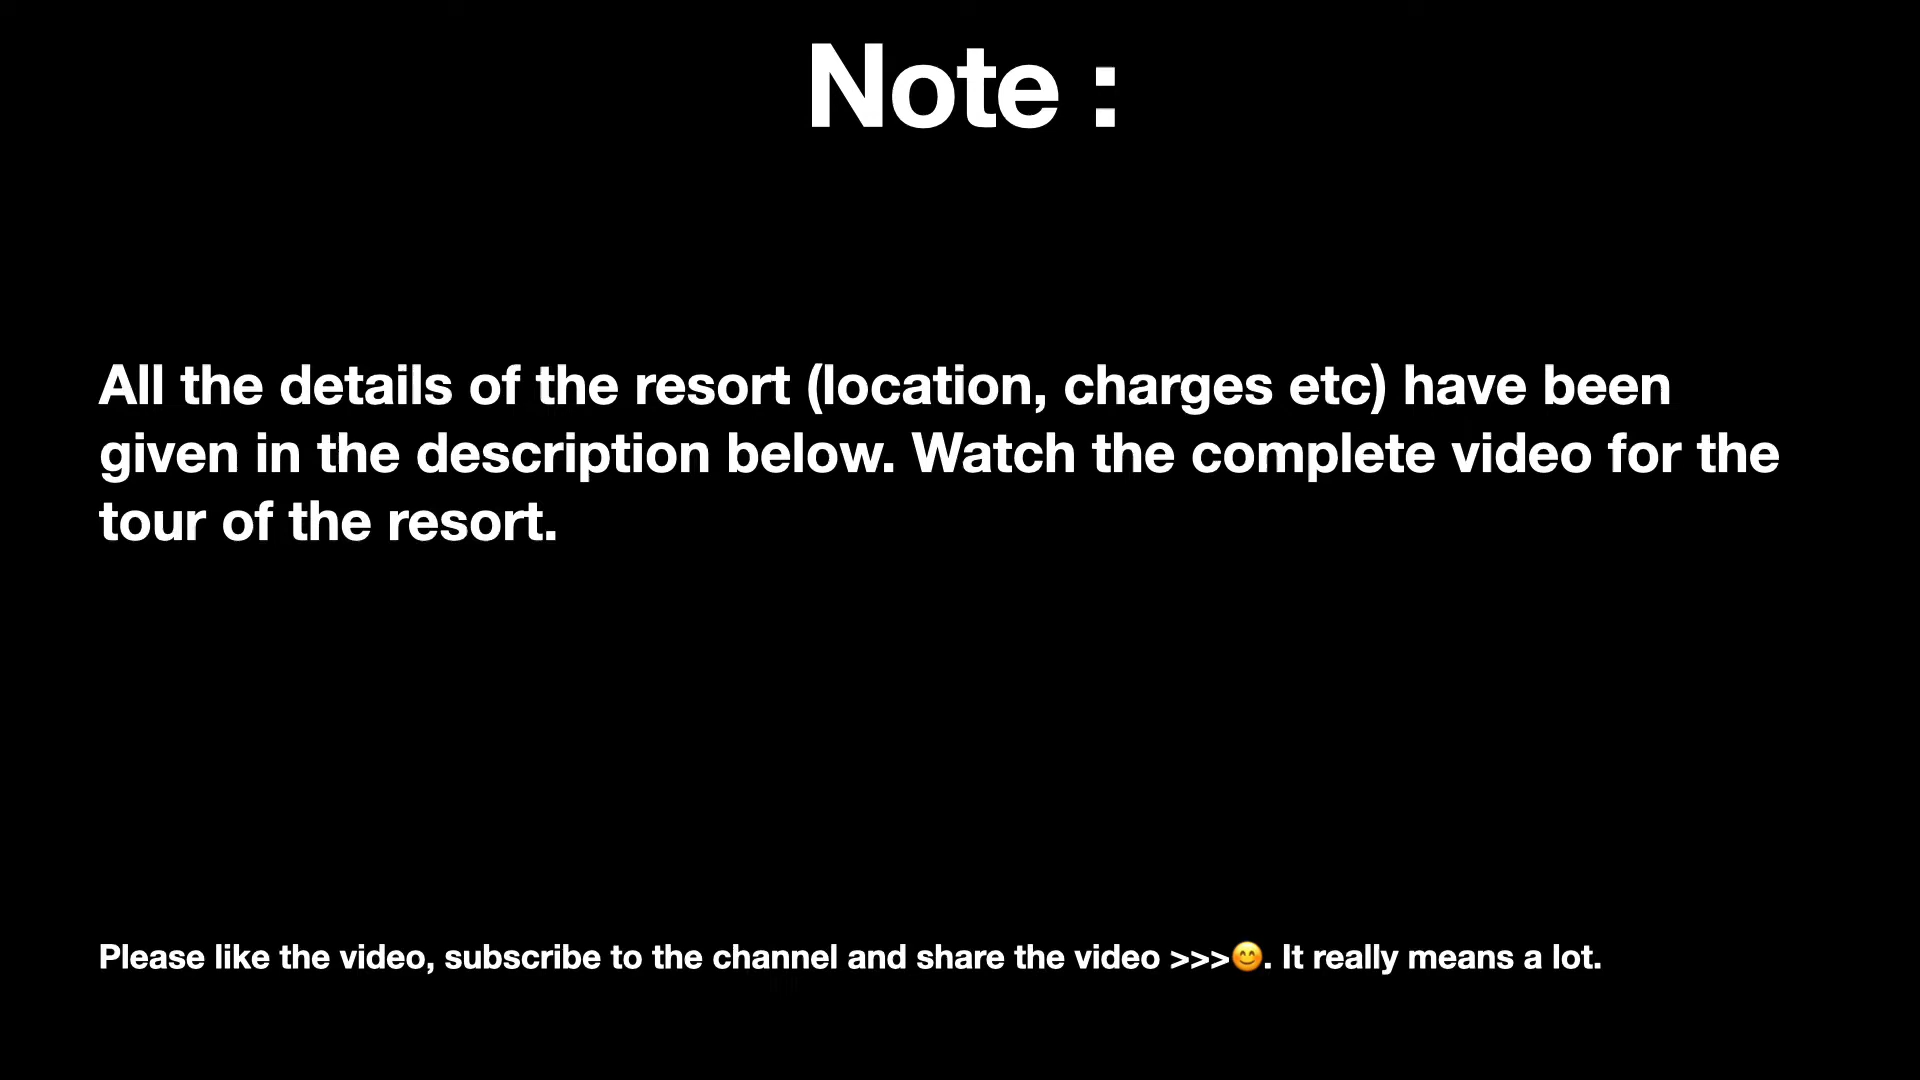 Note :
All the details of the resort (location, charges etc) have been
given in the description below. Watch the complete video for the
tour of the resort.
Please like the video, subscribe to the channel and share the video >>>😊. It really means a lot.